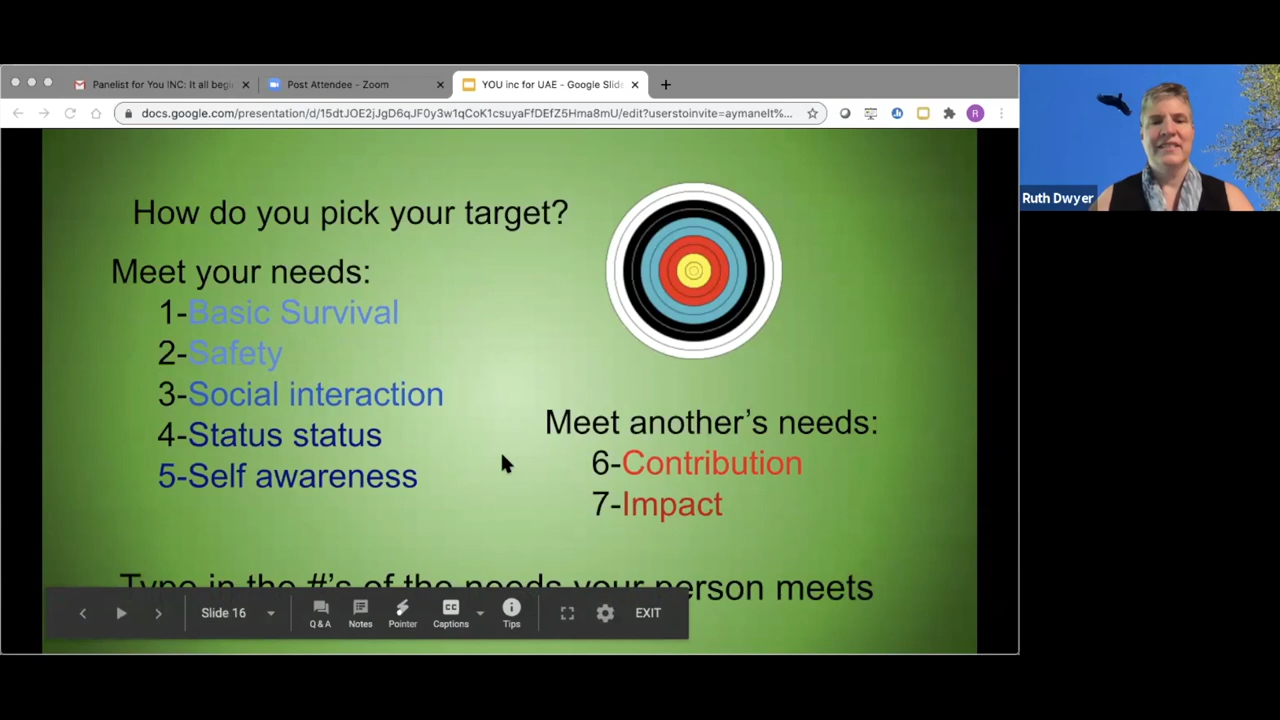 Panelist for You INC: It all begi
Post Attendee - Zoom
YOU inc for UAE - Google Slide
docs.google.com/presentation/d/15dtJOE2jJgD6qJF0y3w1qCoK1csuyaFfDEfZ5Hma8mU/edit?userstoinvite=aymanelt%...
R
Ruth Dwyer
How do you pick your target?
Meet your needs:
1-Basic Survival
2-Safety
3-Social interaction
4-Status status
5-Self awareness
Meet another’s needs:
6-Contribution
7-Impact
Type in the #’s of the needs your person meets
Slide 16
Q & A
Notes
Pointer
CC
Captions
Tips
EXIT